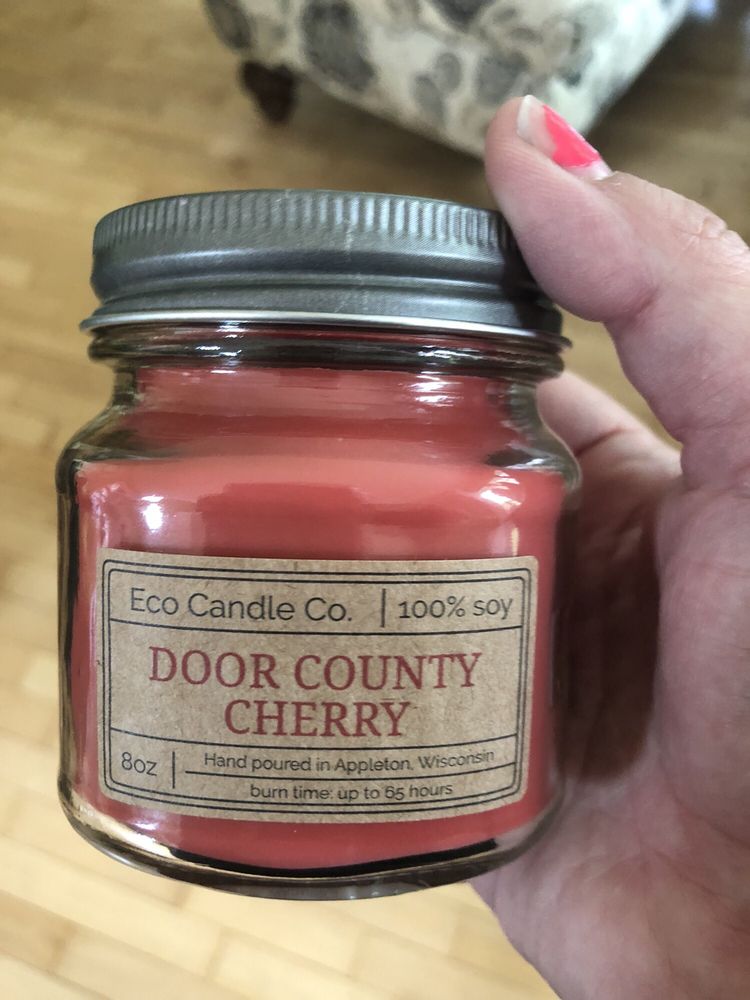 Eco Candle Co. | 100% soy
DOOR COUNTY
CHERRY
8oz | Hand poured in Appleton, Wisconsin
burn time: up to 65 hours